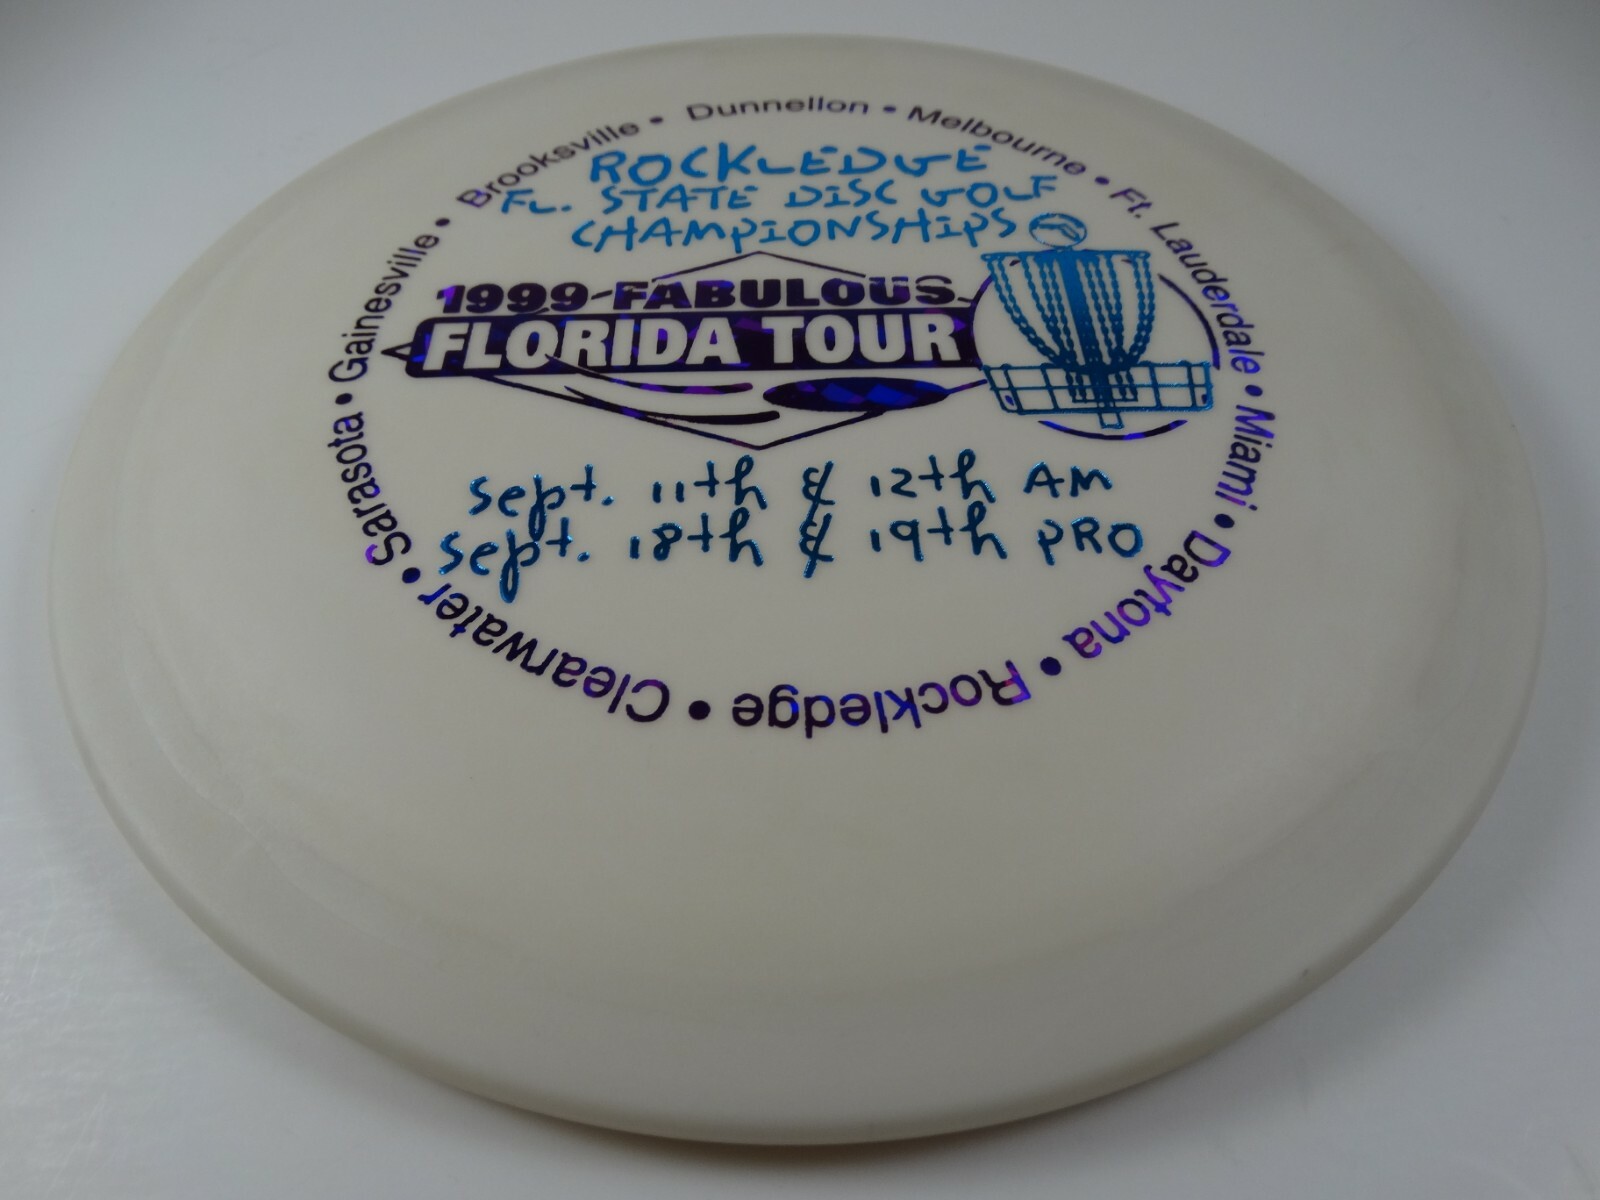 ROCKLEDGE
FL. STATE DISC GOLF
CHAMPIONSHIPS
1999 FABULOUS
FLORIDA TOUR
Sept. 11th & 12th AM
Sept. 18th & 19th PRO
Clearwater • Sarasota • Gainesville • Brooksville • Dunnellon • Melbourne • Ft. Lauderdale • Miami • Daytona • Rockledge •